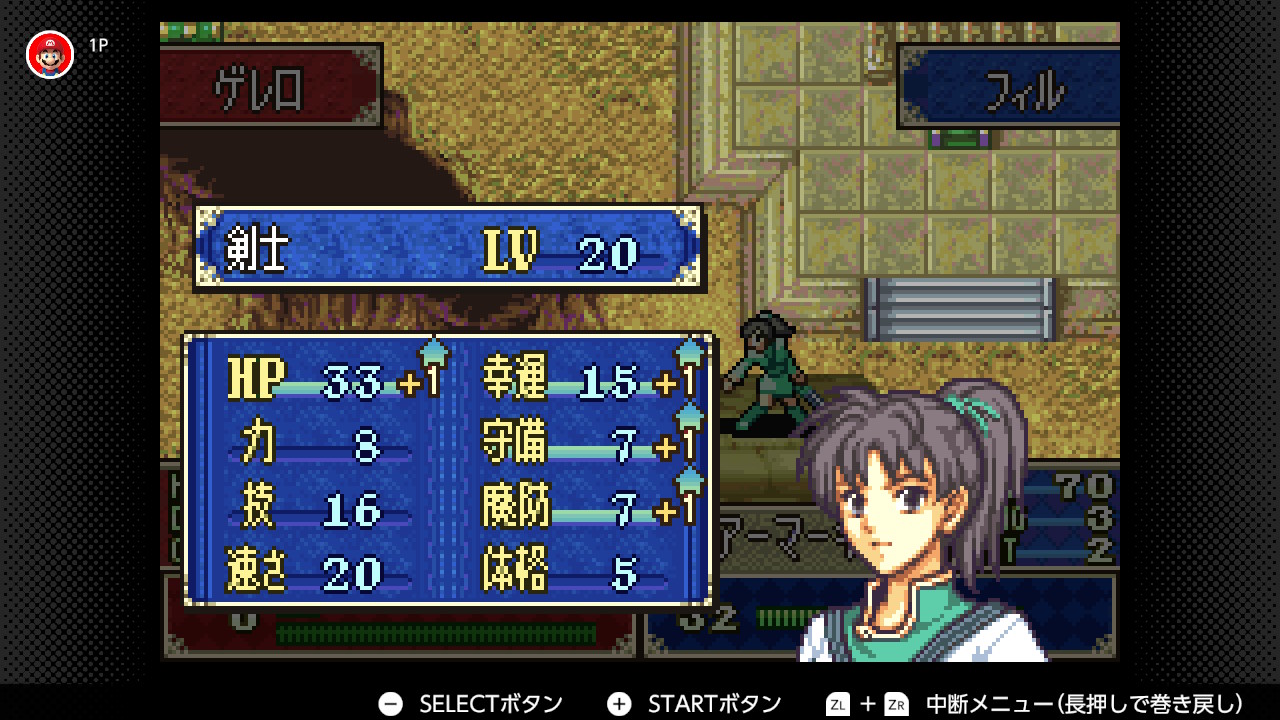 1P
ゲレロ
フィル
剣士 LV 20
HP 33 +1 幸運 15 +1
力 8 守備 7 +1
技 16 魔防 7 +1
速さ 20 体格 5
アーマー
70
3
2
0
32
SELECTボタン STARTボタン ZL + ZR 中断メニュー(長押しで巻き戻し)